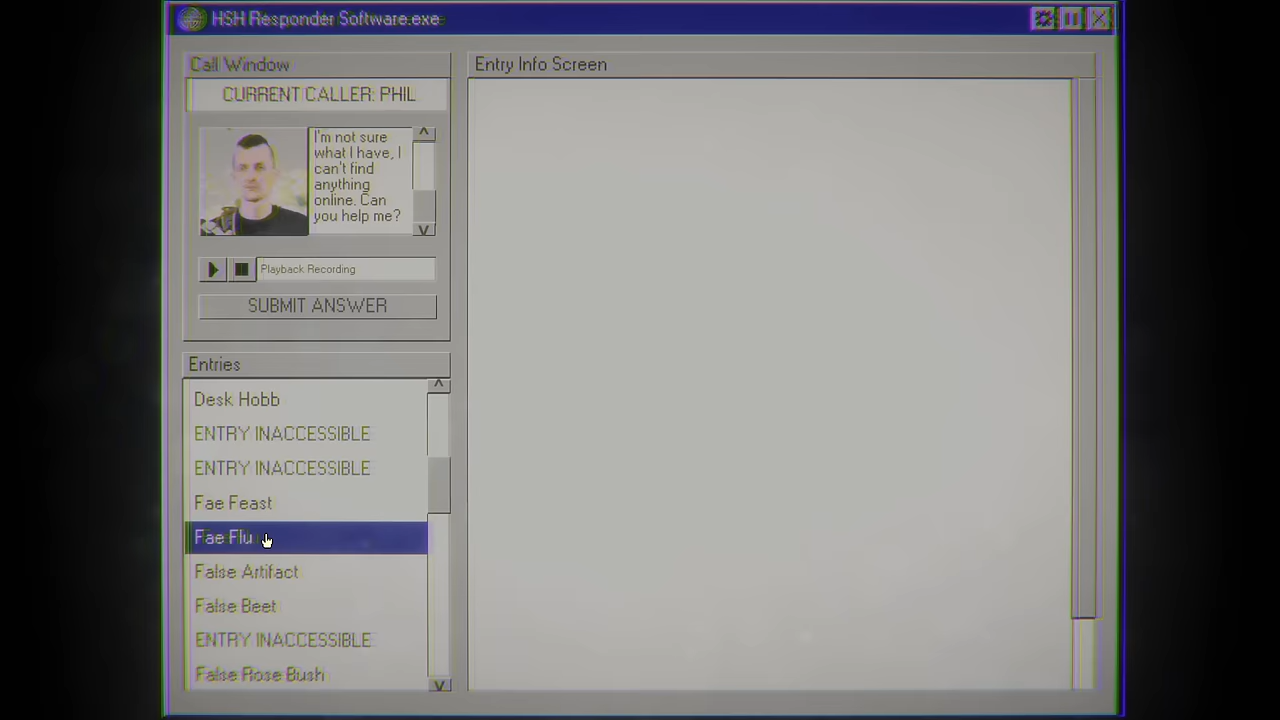 HSH Responder Software.exe
Call Window
CURRENT CALLER: PHIL
I'm not sure
what I have, I
can't find
anything
online. Can
you help me?
Playback Recording
SUBMIT ANSWER
Entries
Desk Hobb
ENTRY INACCESSIBLE
ENTRY INACCESSIBLE
Fae Feast
Fae Flu
False Artifact
False Beet
ENTRY INACCESSIBLE
False Rose Bush
Entry Info Screen